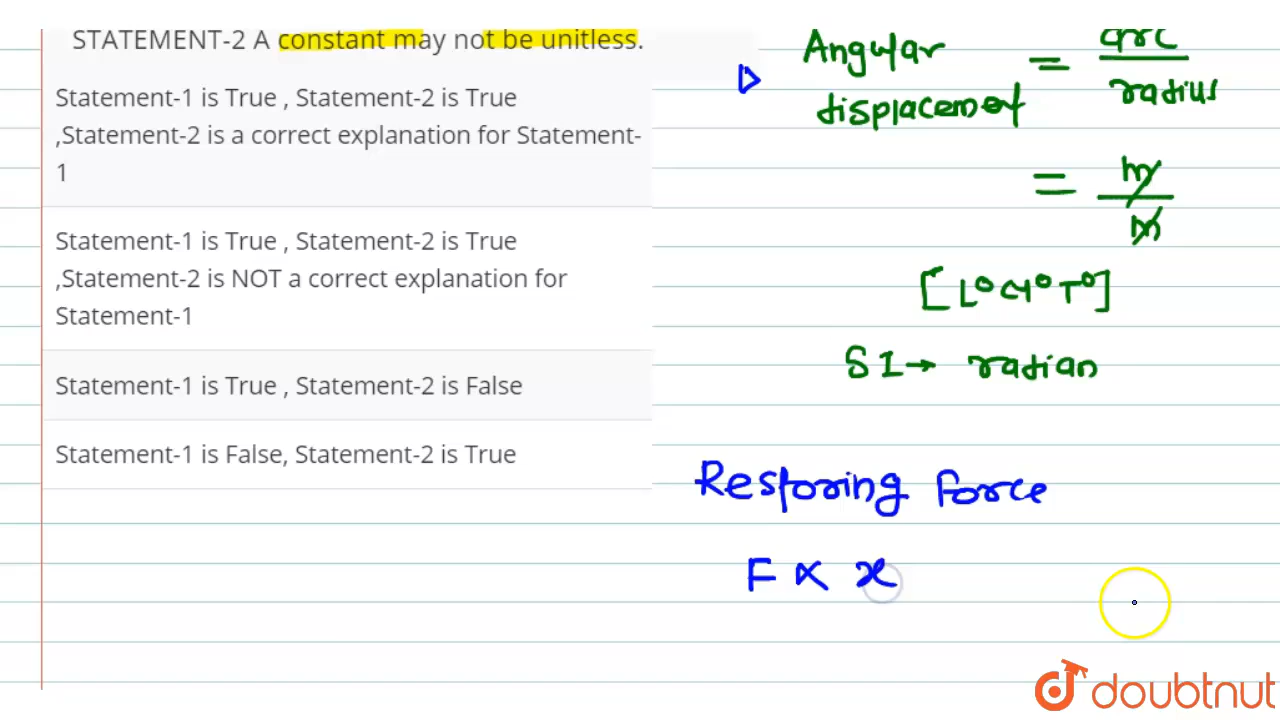 STATEMENT-2 A constant may not be unitless.
Statement-1 is True , Statement-2 is True
,Statement-2 is a correct explanation for Statement-
1
Statement-1 is True , Statement-2 is True
,Statement-2 is NOT a correct explanation for
Statement-1
Statement-1 is True , Statement-2 is False
Statement-1 is False, Statement-2 is True
Angular
displacement = arc / radius
= m / m
[L⁰ M⁰ T⁰]
SI → radian
Restoring force
F ∝ x
doubtnut